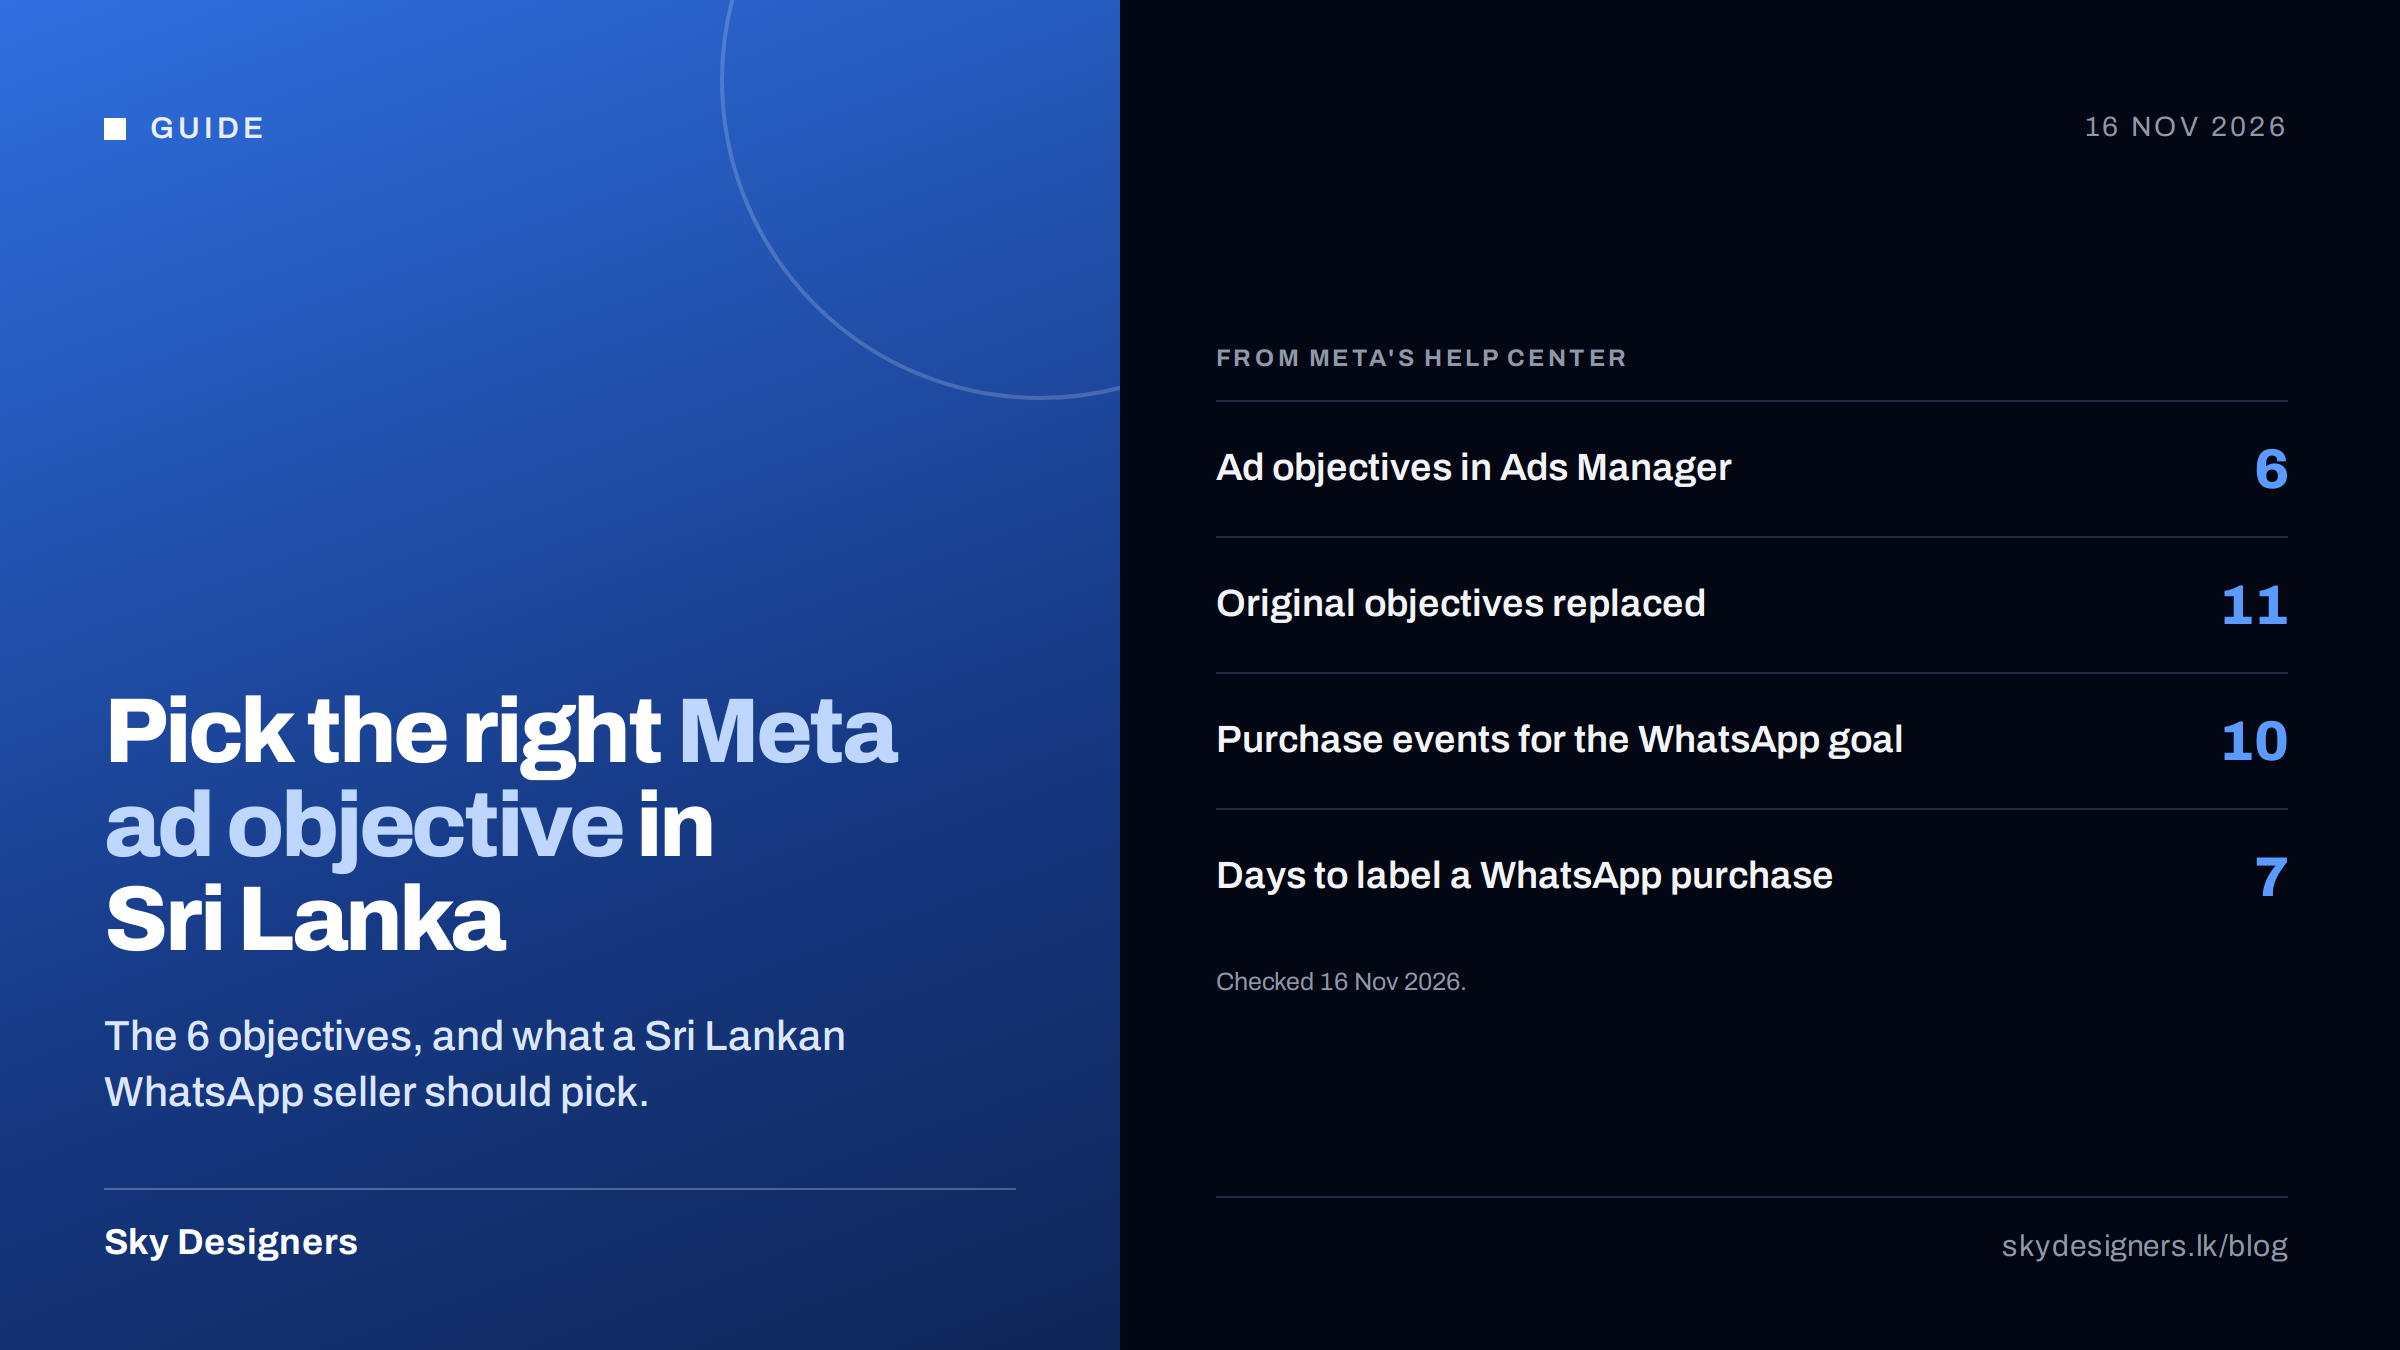 GUIDE
Pick the right Meta
ad objective in
Sri Lanka
The 6 objectives, and what a Sri Lankan
WhatsApp seller should pick.
Sky Designers
16 NOV 2026
FROM META'S HELP CENTER
Ad objectives in Ads Manager 6
Original objectives replaced 11
Purchase events for the WhatsApp goal 10
Days to label a WhatsApp purchase 7
Checked 16 Nov 2026.
skydesigners.lk/blog